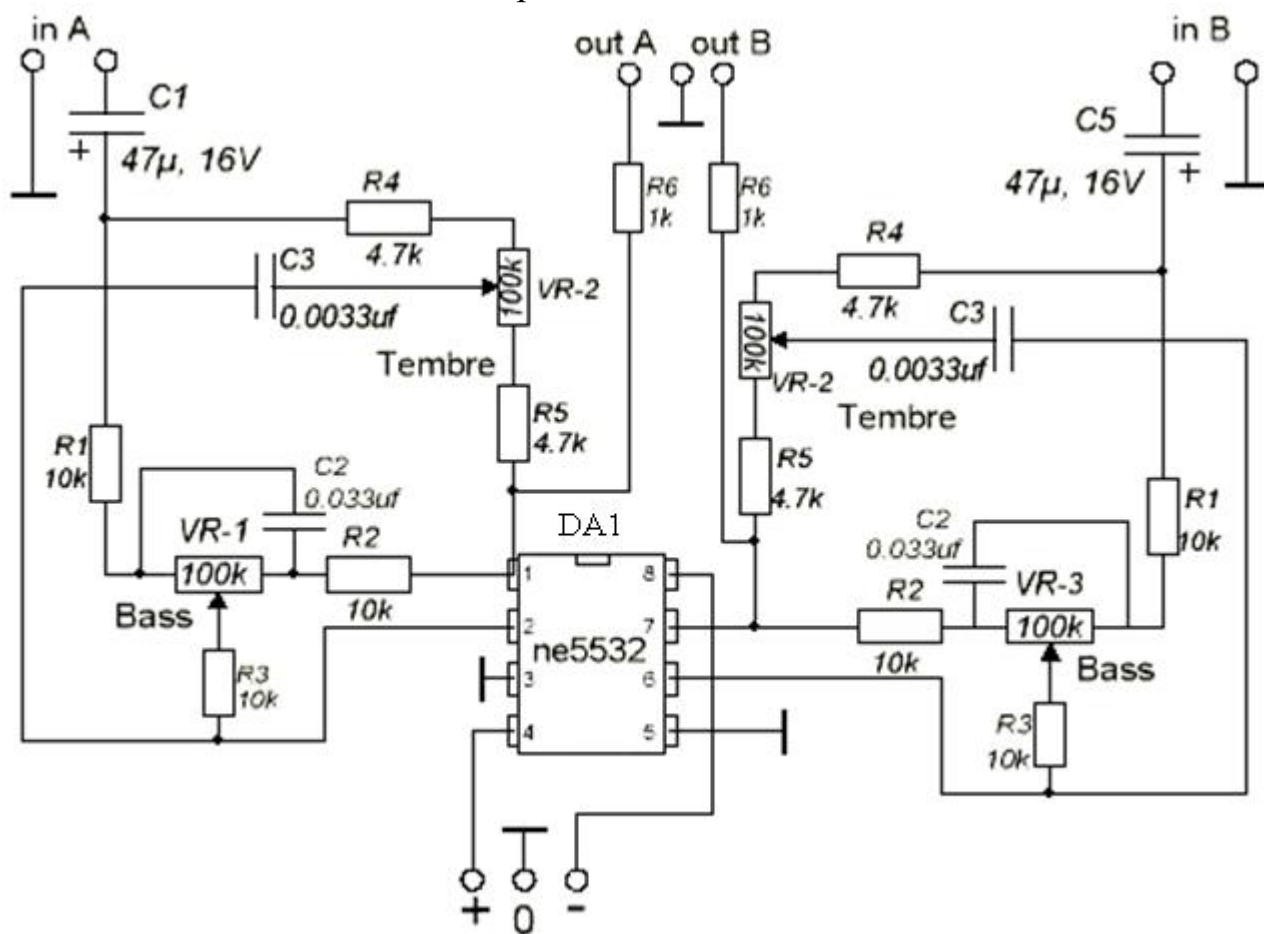 in A
out A
out B
in B
C1
47µ, 16V
+
C5
47µ, 16V
+
R4
4.7k
R6
1k
R6
1k
R4
4.7k
C3
0.0033uf
100k
VR-2
Tembre
100k
VR-2
C3
0.0033uf
Tembre
R5
4.7k
R5
4.7k
R1
10k
C2
0.033uf
VR-1
100k
Bass
R2
10k
R3
10k
DA1
ne5532
1
2
3
4
8
7
6
5
R2
10k
C2
0.033uf
VR-3
100k
Bass
R1
10k
R3
10k
+
0
-